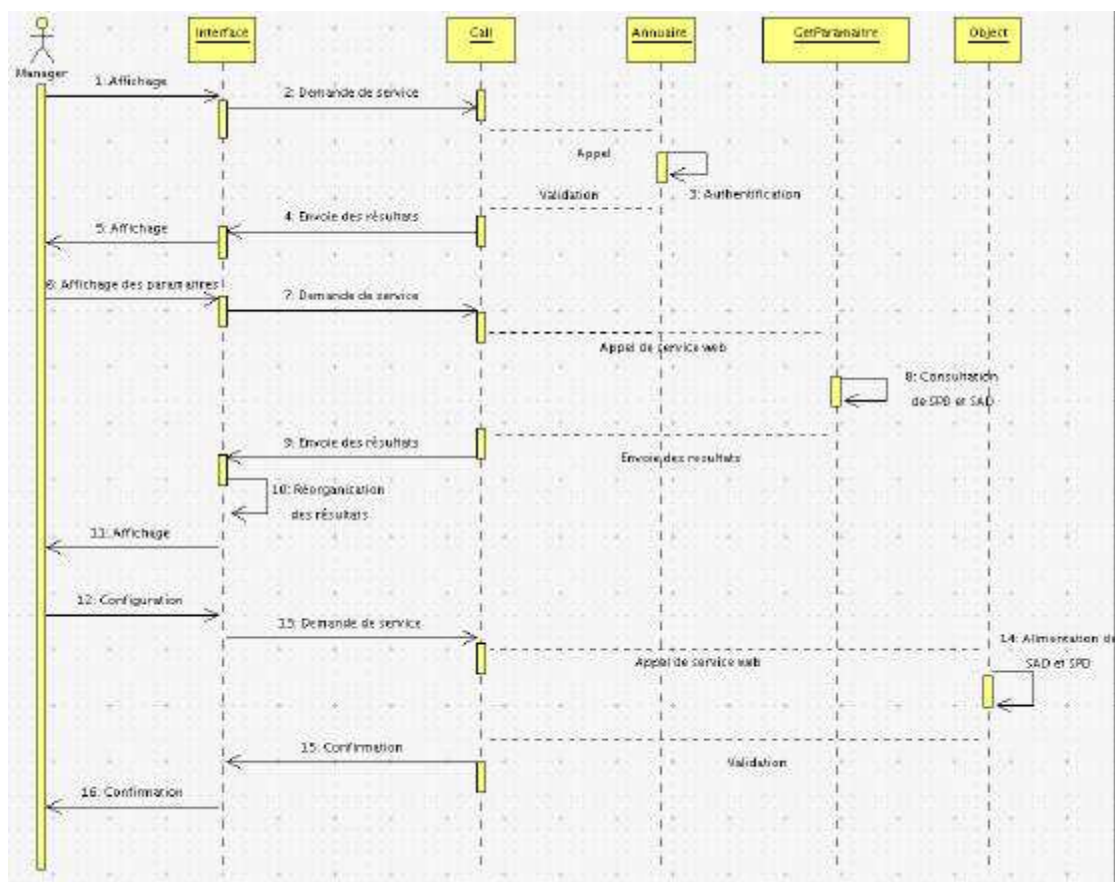 Interface
Call
Annuaire
GetParamaitre
Object
Manager
1: Affichage
2: Demande de service
Appel
3: Authentification
Validation
4: Envoie des résultats
5: Affichage
6: Affichage des paramaitres
7: Demande de service
Appel de service web
8: Consultation
de SPD et SAD
9: Envoie des résultats
Envoie des resultats
10: Réorganization
des résultats
11: Affichage
12: Configuration
13: Demande de service
14: Alimentation de
SAD et SPD
Appel de service web
15: Confirmation
Validation
16: Confirmation